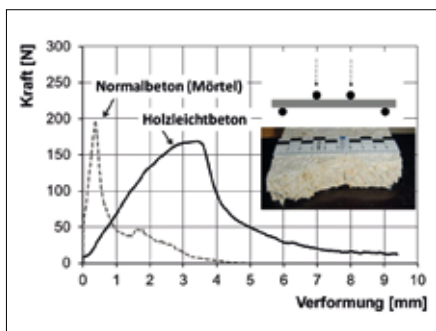 Kraft [N]
300
250
200
150
100
50
0
Normalbeton (Mörtel)
Holzleichtbeton
0 1 2 3 4 5 6 7 8 9 10
Verformung [mm]